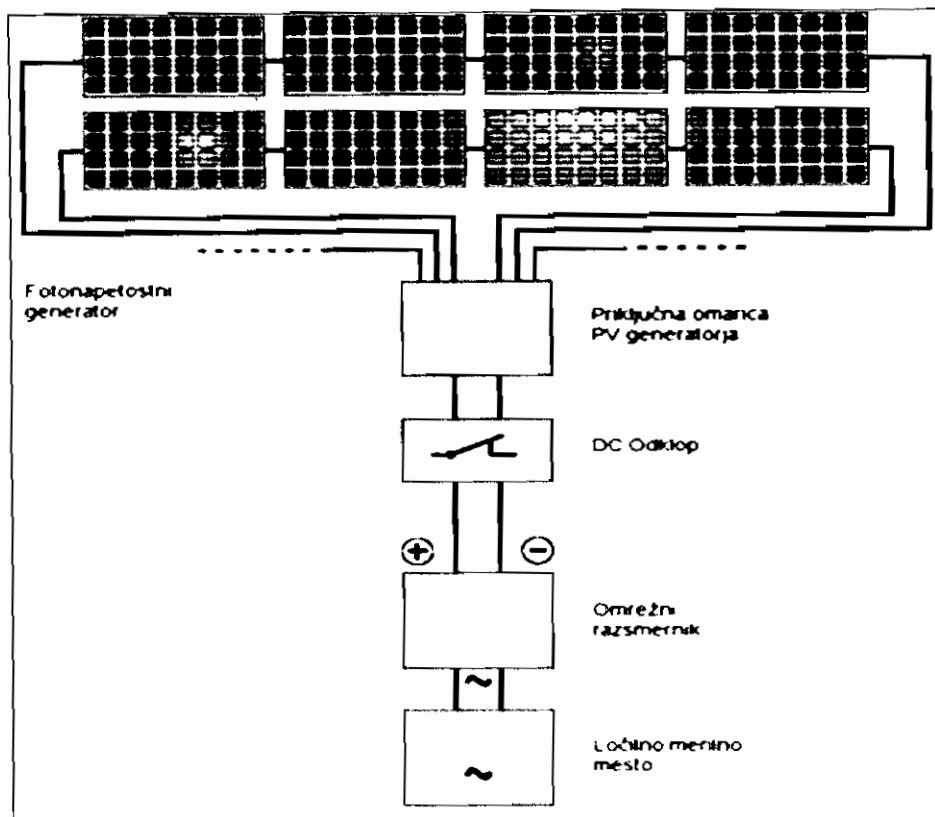 Fotonapetostni
generator
Priključna omarica
PV generatorja
DC Odklop
+
−
Omrežni
razsmernik
~
Ločilno merilno
mesto
~